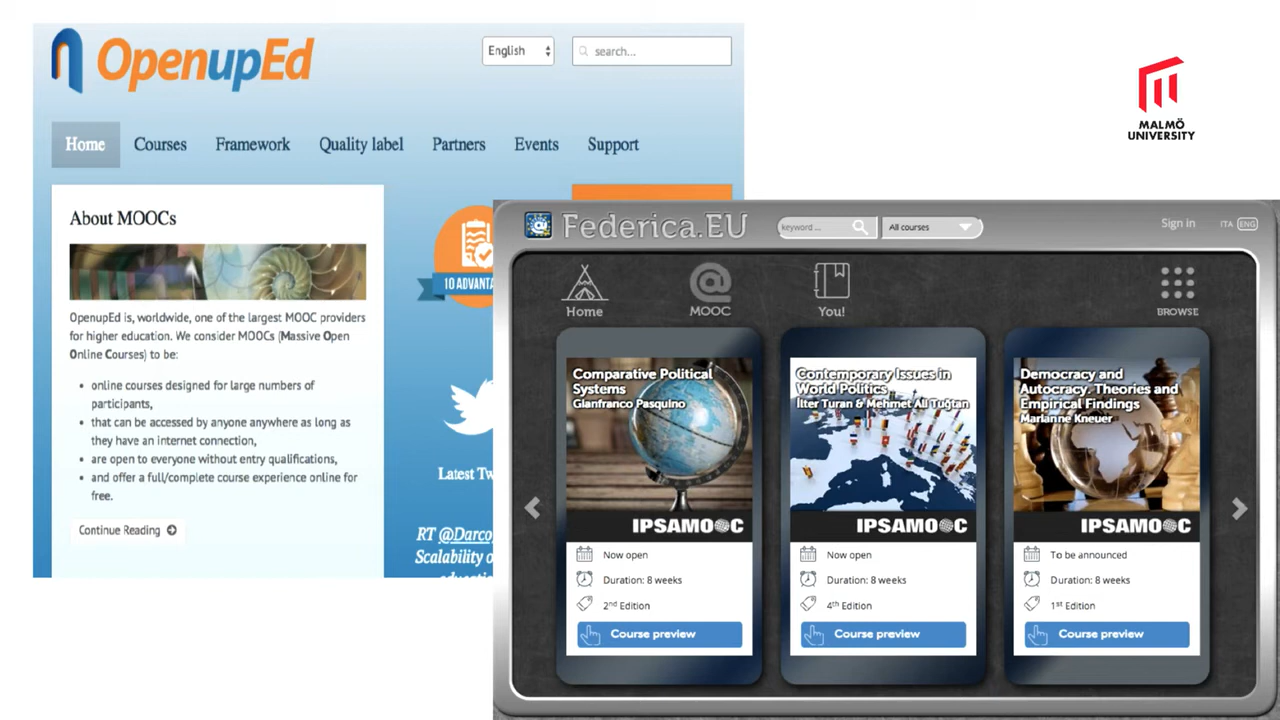 OpenupEd
English
search...
MALMÖ
UNIVERSITY
Home
Courses
Framework
Quality label
Partners
Events
Support
About MOOCs
OpenupEd is, worldwide, one of the largest MOOC providers
for higher education. We consider MOOCs (Massive Open
Online Courses) to be:
online courses designed for large numbers of
participants,
that can be accessed by anyone anywhere as long as
they have an internet connection,
are open to everyone without entry qualifications,
and offer a full/complete course experience online for
free.
Continue Reading
10 ADVANTA
Latest Tw
RT @Darco
Scalability o
Federica.EU
keyword ...
All courses
Sign in
ITA
ENG
Home
MOOC
You!
BROWSE
Comparative Political
Systems
Gianfranco Pasquino
IPSAMOOC
Now open
Duration: 8 weeks
2nd Edition
Course preview
Contemporary Issues in
World Politics
Ilter Turan & Mehmet Ali Tuğtan
IPSAMOOC
Now open
Duration: 8 weeks
4th Edition
Course preview
Democracy and
Autocracy. Theories and
Empirical Findings
Marianne Kneuer
IPSAMOOC
To be announced
Duration: 8 weeks
1st Edition
Course preview